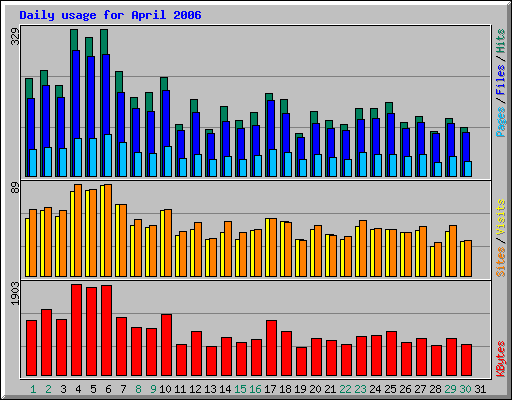 Daily usage for April 2006
329
89
1903
Pages / Files / Hits
Sites / Visits
KBytes
1 2 3 4 5 6 7 8 9 10 11 12 13 14 15 16 17 18 19 20 21 22 23 24 25 26 27 28 29 30 31